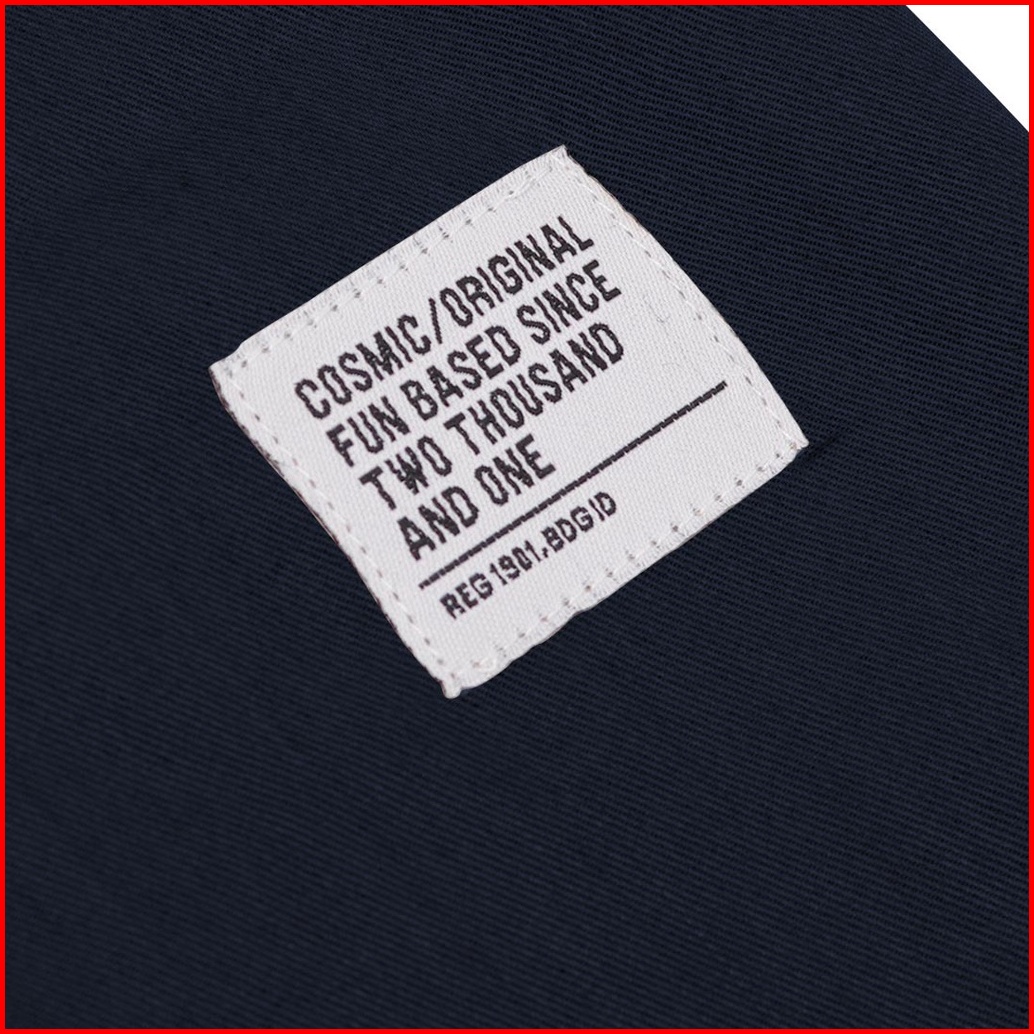 COSMIC/ORIGINAL
FUN BASED SINCE
TWO THOUSAND
AND ONE
REG 1901.BDG ID